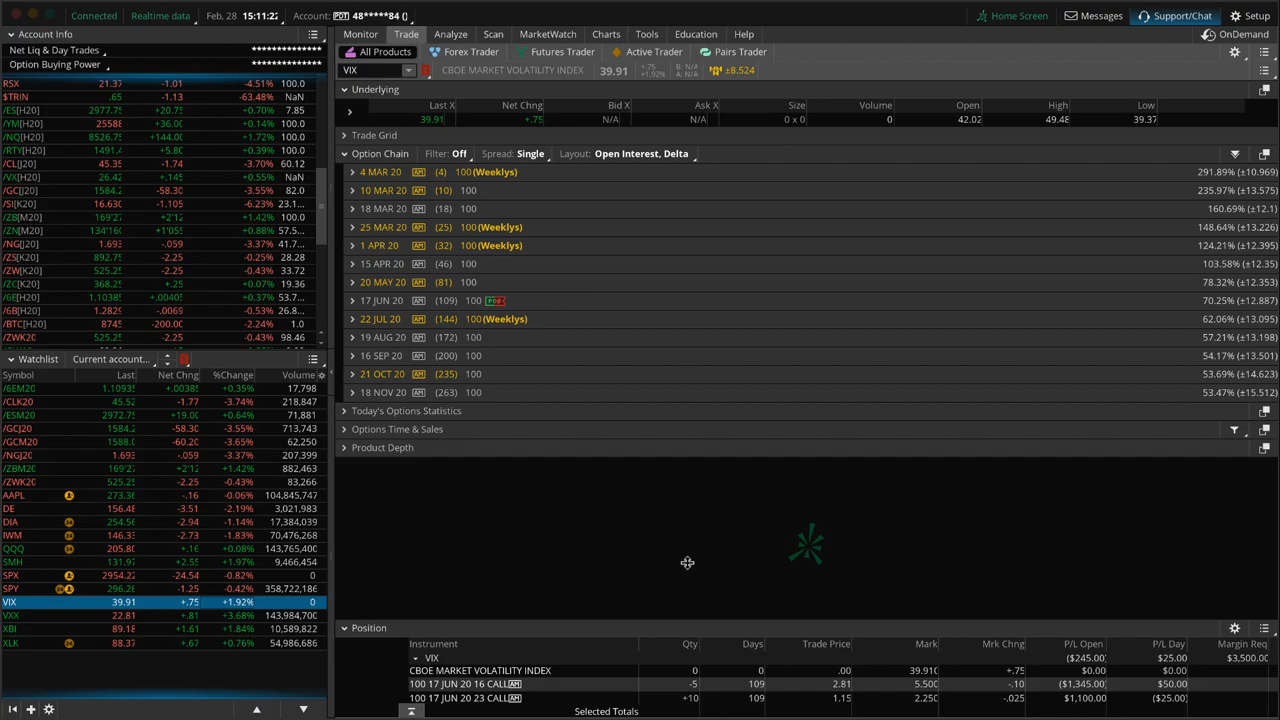 Connected Realtime data Feb. 28 15:11:22 Account: PDT 48*****84 () Home Screen Messages Support/Chat Setup
Account Info
Net Liq & Day Trades **************
Option Buying Power **************
RSX 21.37 -1.01 -4.51% 100.0
$TRIN .65 -1.13 -63.48% NaN
/ES[H20] 2977.75 +20.75 +0.70% 7.85
/YM[H20] 25588 +36.00 +0.14% 100.0
/NQ[H20] 8526.75 +144.00 +1.72% 100.0
/RTY[H20] 1491.4 +5.80 +0.39% 100.0
/CL[J20] 45.35 -1.74 -3.70% 60.12
/VX[H20] 26.42 +.145 +0.55% NaN
/GC[J20] 1584.2 -58.30 -3.55% 82.0
/SI[K20] 16.630 -1.105 -6.23% 23.1...
/ZB[M20] 169'27 +2'12 +1.42% 100.0
/ZN[M20] 134'160 +1'055 +0.88% 57.5...
/NG[J20] 1.693 -.059 -3.37% 41.7...
/ZS[K20] 892.75 -2.25 -0.25% 28.28
/ZW[K20] 525.25 -2.25 -0.43% 33.72
/ZC[K20] 368.25 +.25 +0.07% 19.36
/6E[H20] 1.10385 +.00405 +0.37% 53.7...
/6B[H20] 1.2829 -.0069 -0.53% 26.8...
/BTC[H20] 8745 -200.00 -2.24% 1.0
/ZWK20 525.25 -2.25 -0.43% 98.46
Watchlist Current account...
Symbol Last Net Chng %Change Volume
/6EM20 1.10935 +.00385 +0.35% 17,798
/CLK20 45.52 -1.77 -3.74% 218,847
/ESM20 2972.75 +19.00 +0.64% 71,881
/GCJ20 1584.2 -58.30 -3.55% 713,743
/GCM20 1588.0 -60.20 -3.65% 62,250
/NGJ20 1.693 -.059 -3.37% 207,399
/ZBM20 169'27 +2'12 +1.42% 882,463
/ZWK20 525.25 -2.25 -0.43% 83,266
AAPL 273.36 -.16 -0.06% 104,845,747
DE 156.48 -3.51 -2.19% 3,021,983
DIA 254.56 -2.94 -1.14% 17,384,039
IWM 146.33 -2.73 -1.83% 70,476,268
QQQ 205.80 +.16 +0.08% 143,765,400
SMH 131.97 +2.55 +1.97% 9,466,454
SPX 2954.22 -24.54 -0.82% 0
SPY 296.26 -1.25 -0.42% 358,722,186
VIX 39.91 +.75 +1.92% 0
VXX 22.81 +.81 +3.68% 143,984,700
XBI 89.18 +1.61 +1.84% 10,589,822
XLK 88.37 +.67 +0.76% 54,986,686
Monitor Trade Analyze Scan MarketWatch Charts Tools Education Help OnDemand
All Products Forex Trader Futures Trader Active Trader Pairs Trader
VIX CBOE MARKET VOLATILITY INDEX 39.91 +.75 +1.92% B: N/A A: N/A ±8.524
Underlying
Last X Net Chng Bid X Ask X Size Volume Open High Low
39.91 +.75 N/A N/A 0 x 0 0 42.02 49.48 39.37
Trade Grid
Option Chain Filter: Off Spread: Single Layout: Open Interest, Delta
4 MAR 20 AM (4) 100 (Weeklys) 291.89% (±10.969)
10 MAR 20 AM (10) 100 235.97% (±13.575)
18 MAR 20 AM (18) 100 160.69% (±12.1)
25 MAR 20 AM (25) 100 (Weeklys) 148.64% (±13.226)
1 APR 20 AM (32) 100 (Weeklys) 124.21% (±12.395)
15 APR 20 AM (46) 100 103.58% (±12.35)
20 MAY 20 AM (81) 100 78.32% (±12.353)
17 JUN 20 AM (109) 100 70.25% (±12.887)
22 JUL 20 AM (144) 100 (Weeklys) 62.06% (±13.095)
19 AUG 20 AM (172) 100 57.21% (±13.198)
16 SEP 20 AM (200) 100 54.17% (±13.501)
21 OCT 20 AM (235) 100 53.69% (±14.623)
18 NOV 20 AM (263) 100 53.47% (±15.512)
Today's Options Statistics
Options Time & Sales
Product Depth
Position
Instrument Qty Days Trade Price Mark Mrk Chng P/L Open P/L Day Margin Req
VIX ($245.00) $25.00 $3,500.00
CBOE MARKET VOLATILITY INDEX 0 0 .00 39.910 +.75 $0.00 $0.00
100 17 JUN 20 16 CALL AM -5 109 2.81 5.500 -.10 ($1,345.00) $50.00
100 17 JUN 20 23 CALL AM +10 109 1.15 2.250 -.025 $1,100.00 ($25.00)
Selected Totals